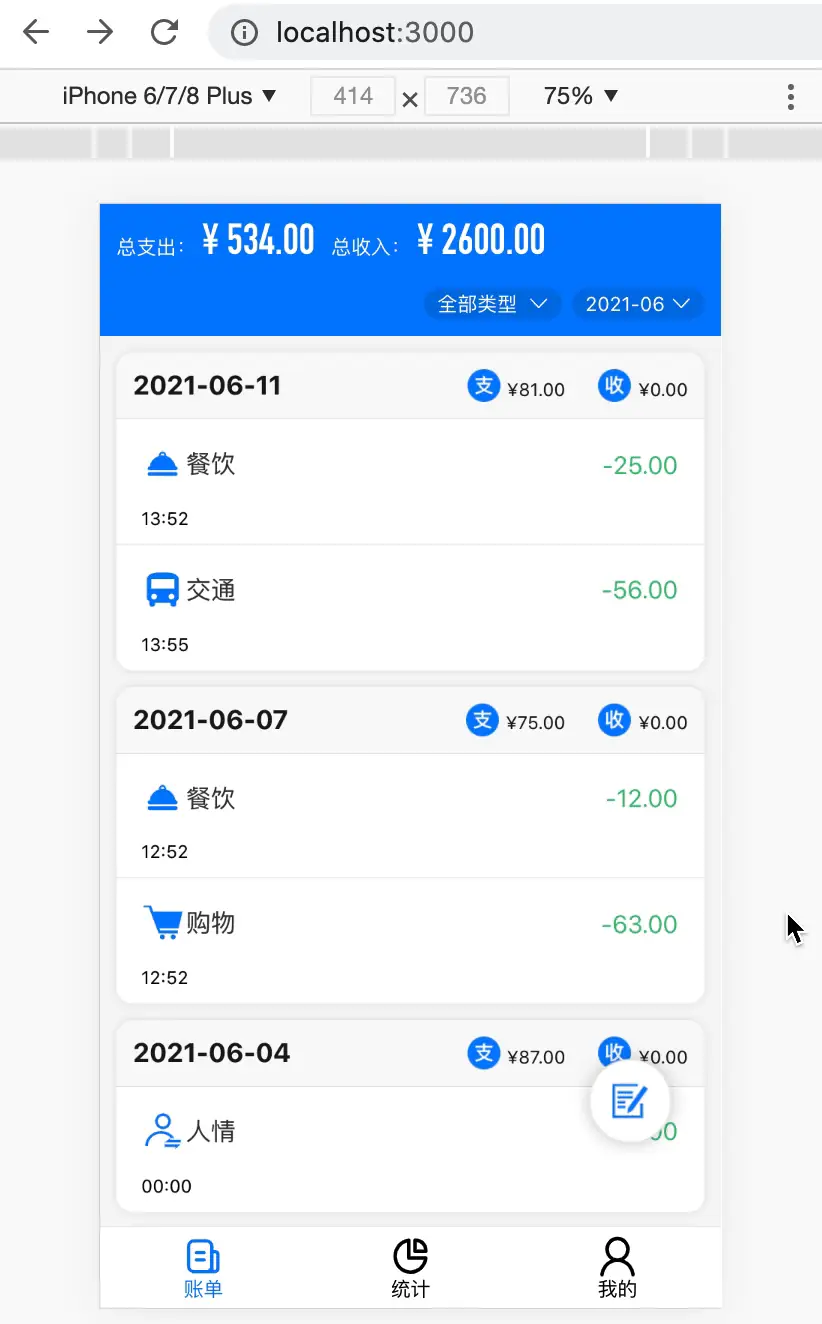 localhost:3000
iPhone 6/7/8 Plus ▼ 414 × 736 75% ▼
总支出： ¥ 534.00 总收入： ¥ 2600.00
全部类型 2021-06
2021-06-11 支 ¥81.00 收 ¥0.00
餐饮 -25.00
13:52
交通 -56.00
13:55
2021-06-07 支 ¥75.00 收 ¥0.00
餐饮 -12.00
12:52
购物 -63.00
12:52
2021-06-04 支 ¥87.00 收 ¥0.00
人情
00:00
账单 统计 我的